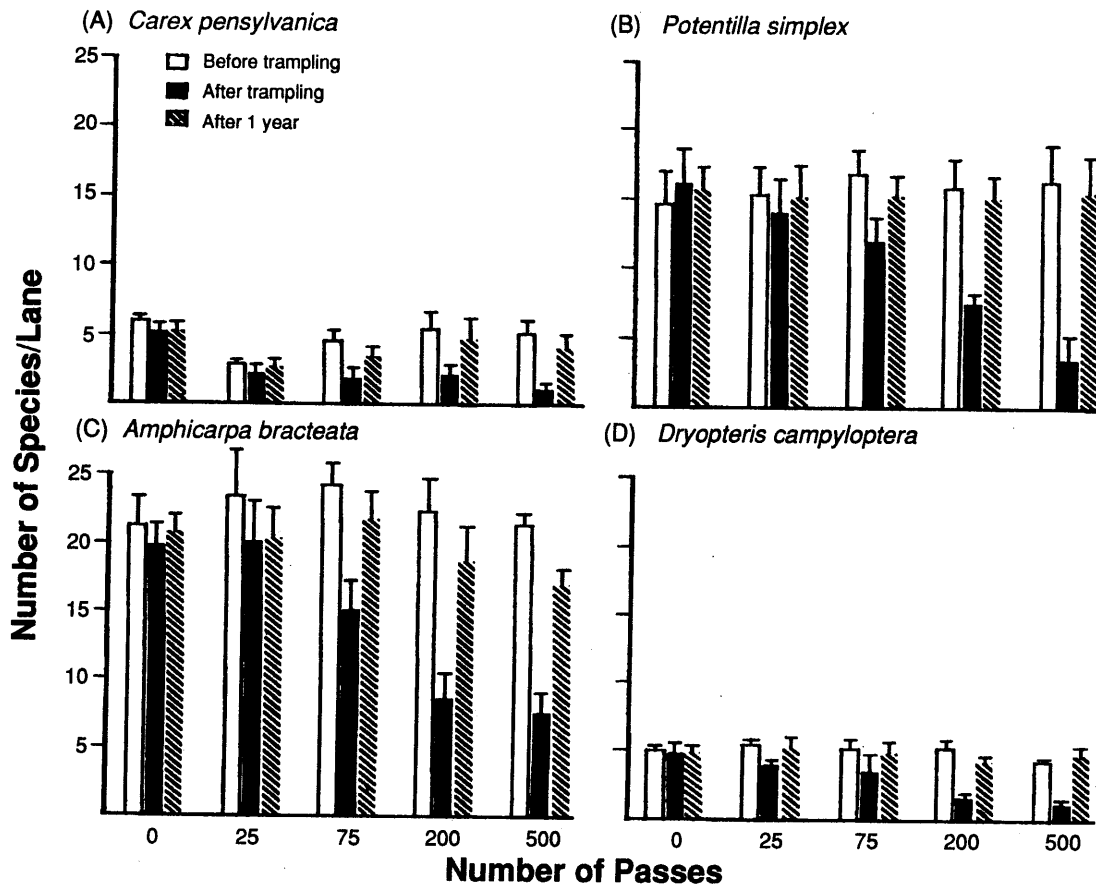 (A) Carex pensylvanica
25
20
15
10
5
Before trampling
After trampling
After 1 year
(B) Potentilla simplex
Number of Species/Lane
(C) Amphicarpa bracteata
25
20
15
10
5
0 25 75 200 500
(D) Dryopteris campyloptera
0 25 75 200 500
Number of Passes